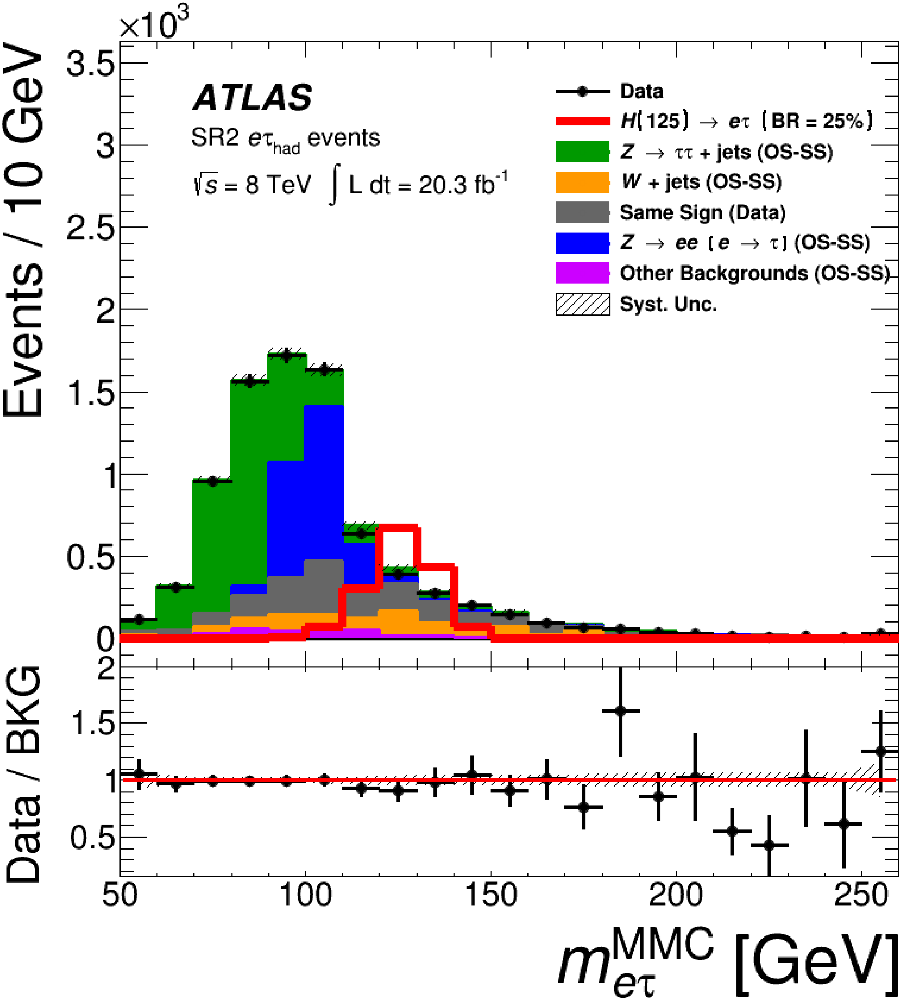 ×10³
Events / 10 GeV
3.5
3
2.5
2
1.5
1
0.5
0
ATLAS
SR2 eτhad events
√s = 8 TeV ∫ L dt = 20.3 fb⁻¹
Data
H(125) → eτ (BR = 25%)
Z → ττ + jets (OS-SS)
W + jets (OS-SS)
Same Sign (Data)
Z → ee (e → τ) (OS-SS)
Other Backgrounds (OS-SS)
Syst. Unc.
Data / BKG
2
1.5
1
0.5
50 100 150 200 250
m_eτ^MMC [GeV]